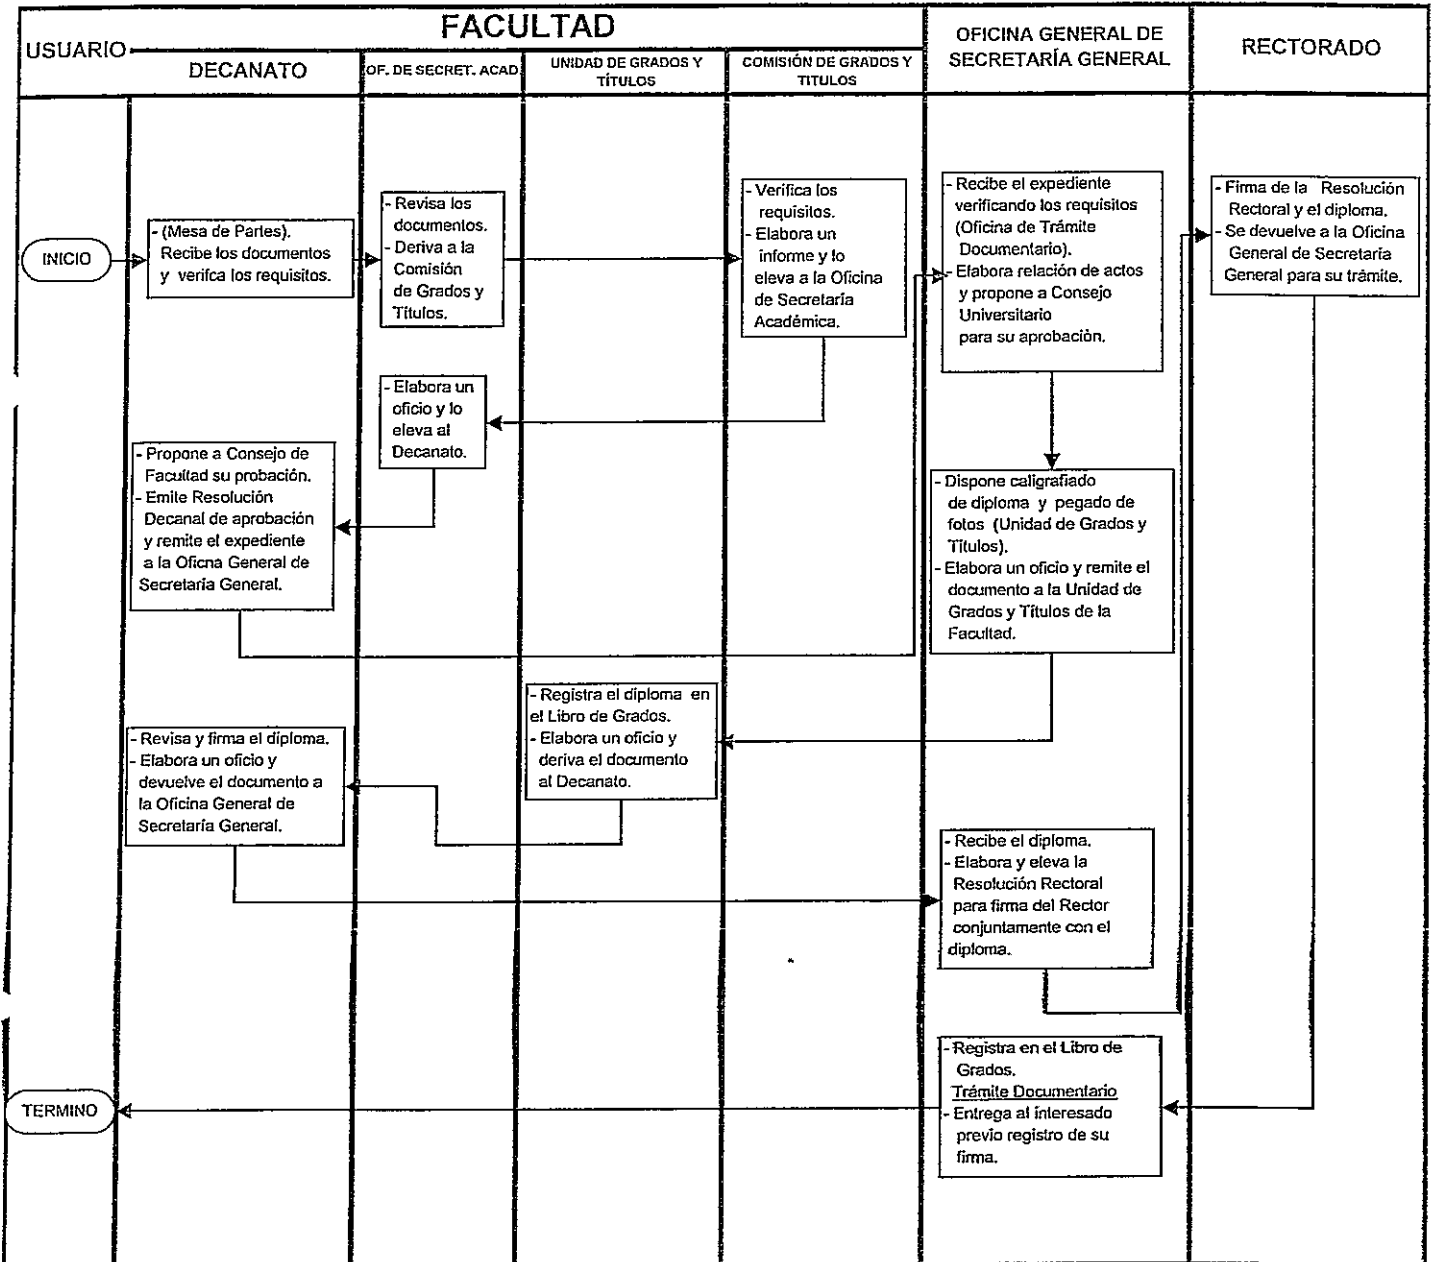 FACULTAD
USUARIO
DECANATO
OF. DE SECRET. ACAD
UNIDAD DE GRADOS Y
TÍTULOS
COMISIÓN DE GRADOS Y
TITULOS
OFICINA GENERAL DE
SECRETARÍA GENERAL
RECTORADO
INICIO
- (Mesa de Partes).
Recibe los documentos
y verifca los requisitos.
- Revisa los
documentos.
- Deriva a la
Comisión
de Grados y
Títulos.
- Verifica los
requisitos.
- Elabora un
informe y lo
eleva a la Oficina
de Secretaría
Académica.
- Recibe el expediente
verificando los requisitos
(Oficina de Trámite
Documentario).
- Elabora relación de actos
y propone a Consejo
Universitario
para su aprobación.
- Firma de la Resolución
Rectoral y el diploma.
- Se devuelve a la Oficina
General de Secretaría
General para su trámite.
- Elabora un
oficio y lo
eleva al
Decanato.
- Propone a Consejo de
Facultad su probación.
- Emite Resolución
Decanal de aprobación
y remite el expediente
a la Oficna General de
Secretaría General.
- Dispone caligrafiado
de diploma y pegado de
fotos (Unidad de Grados y
Títulos).
- Elabora un oficio y remite el
documento a la Unidad de
Grados y Títulos de la
Facultad.
- Registra el diploma en
el Libro de Grados.
- Elabora un oficio y
deriva el documento
al Decanato.
- Revisa y firma el diploma.
- Elabora un oficio y
devuelve el documento a
la Oficina General de
Secretaría General.
- Recibe el diploma.
- Elabora y eleva la
Resolución Rectoral
para firma del Rector
conjuntamente con el
diploma.
- Registra en el Libro de
Grados.
Trámite Documentario
- Entrega al interesado
previo registro de su
firma.
TERMINO